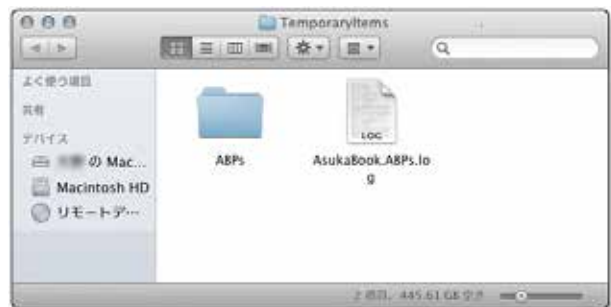 TemporaryItems
よく使う項目
共有
デバイス
の Mac...
Macintosh HD
リモートデ...
ABPs
LOG
AsukaBook.ABPs.lo
g
2 項目、445.61 GB 空き